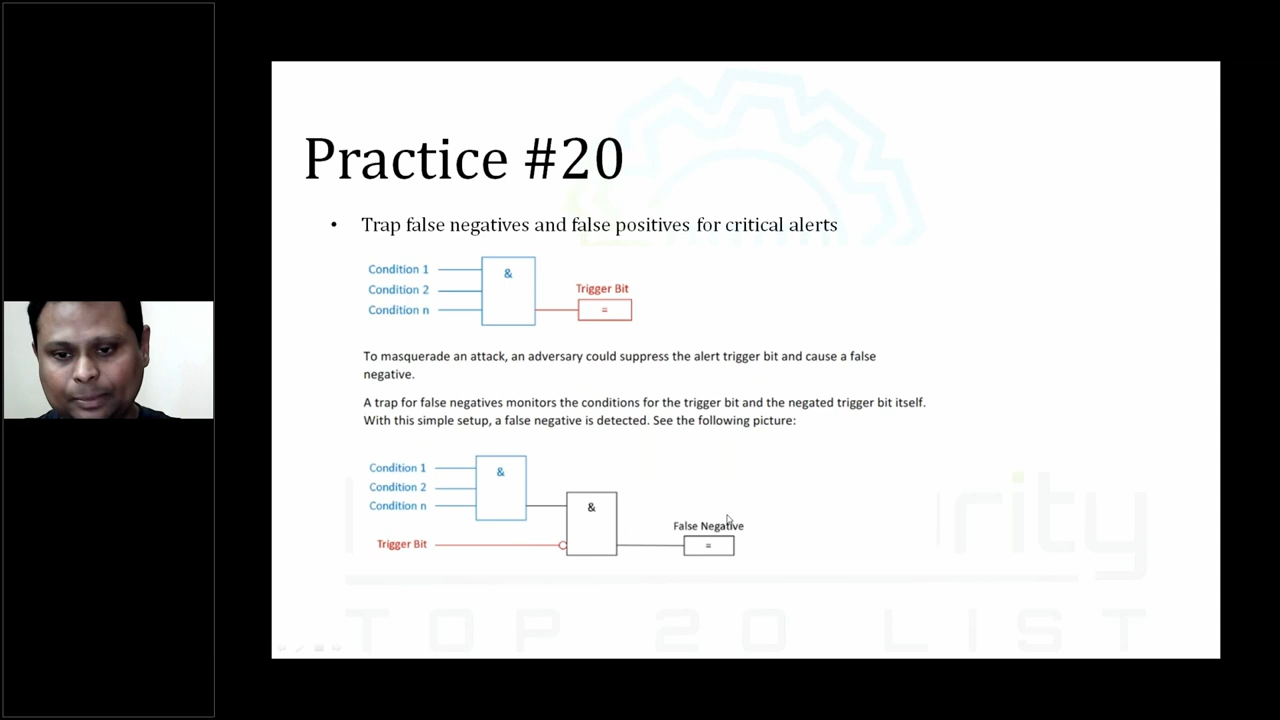 Practice #20
• Trap false negatives and false positives for critical alerts
Condition 1
Condition 2
Condition n
&
Trigger Bit
=
To masquerade an attack, an adversary could suppress the alert trigger bit and cause a false
negative.
A trap for false negatives monitors the conditions for the trigger bit and the negated trigger bit itself.
With this simple setup, a false negative is detected. See the following picture:
Condition 1
Condition 2
Condition n
&
Trigger Bit
&
False Negative
=
rity
TOP 20 LIST